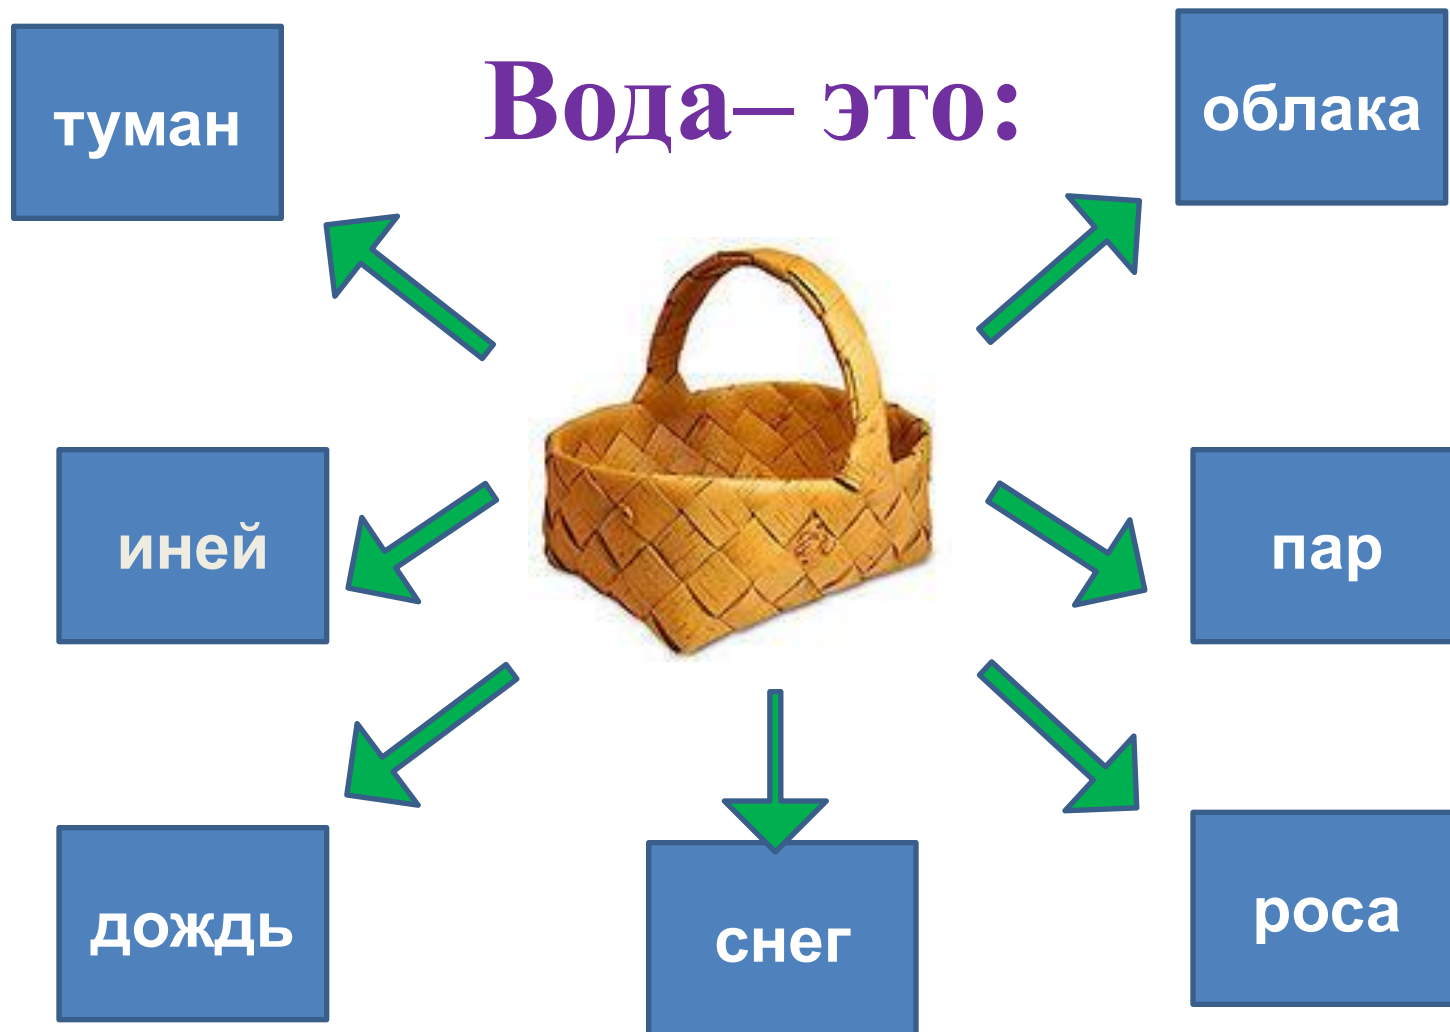 Вода– это:
туман
облака
иней
пар
дождь
снег
роса